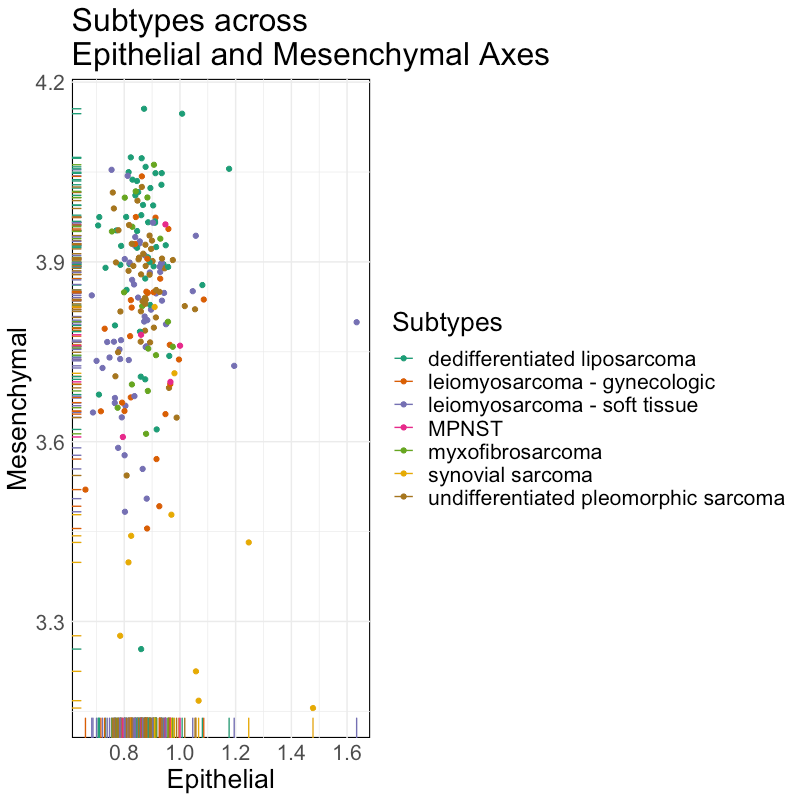 Subtypes across
Epithelial and Mesenchymal Axes
4.2
3.9
3.6
3.3
Mesenchymal
0.8 1.0 1.2 1.4 1.6
Epithelial
Subtypes
dedifferentiated liposarcoma
leiomyosarcoma - gynecologic
leiomyosarcoma - soft tissue
MPNST
myxofibrosarcoma
synovial sarcoma
undifferentiated pleomorphic sarcoma